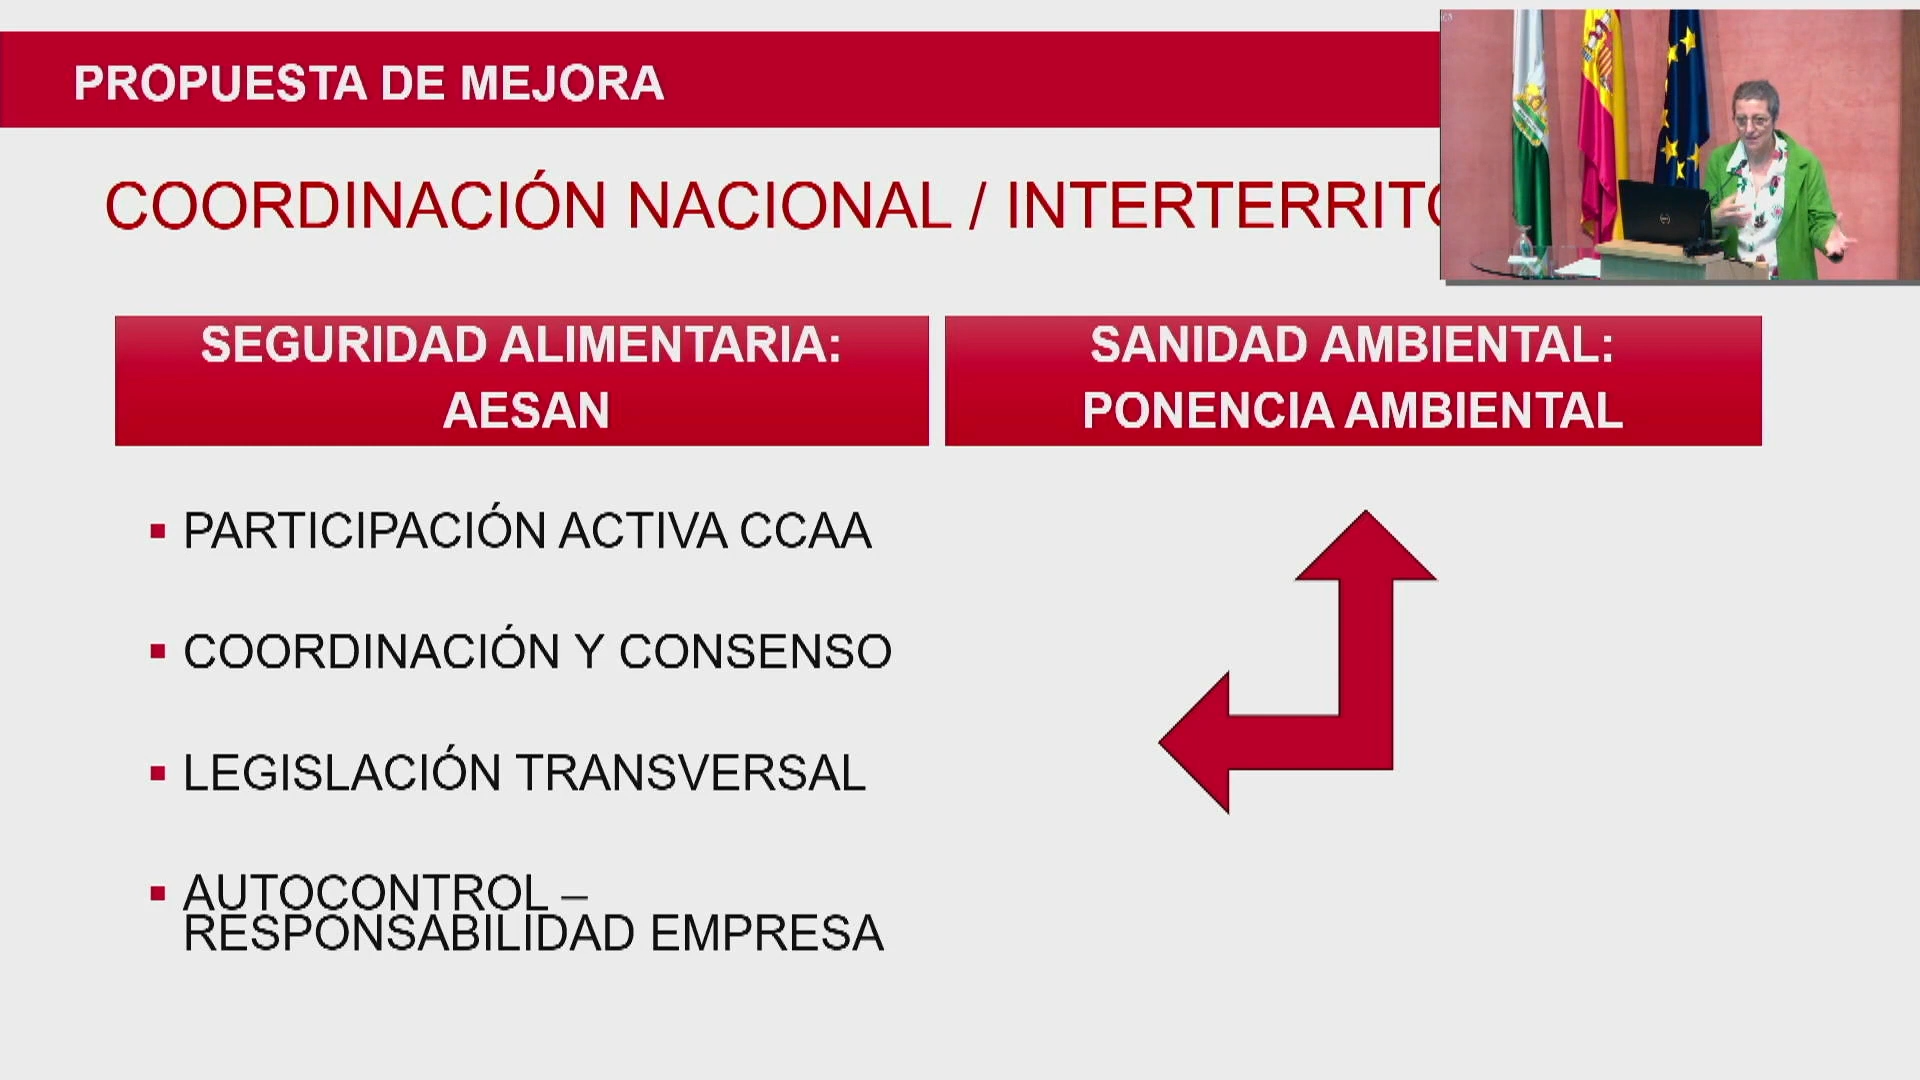 PROPUESTA DE MEJORA
COORDINACIÓN NACIONAL /
SEGURIDAD ALIMENTARIA:
AESAN
SANIDAD AMBIENTAL:
PONENCIA AMBIENTAL
PARTICIPACIÓN ACTIVA CCAA
COORDINACIÓN Y CONSENSO
LEGISLACIÓN TRANSVERSAL
AUTOCONTROL –
RESPONSABILIDAD EMPRESA